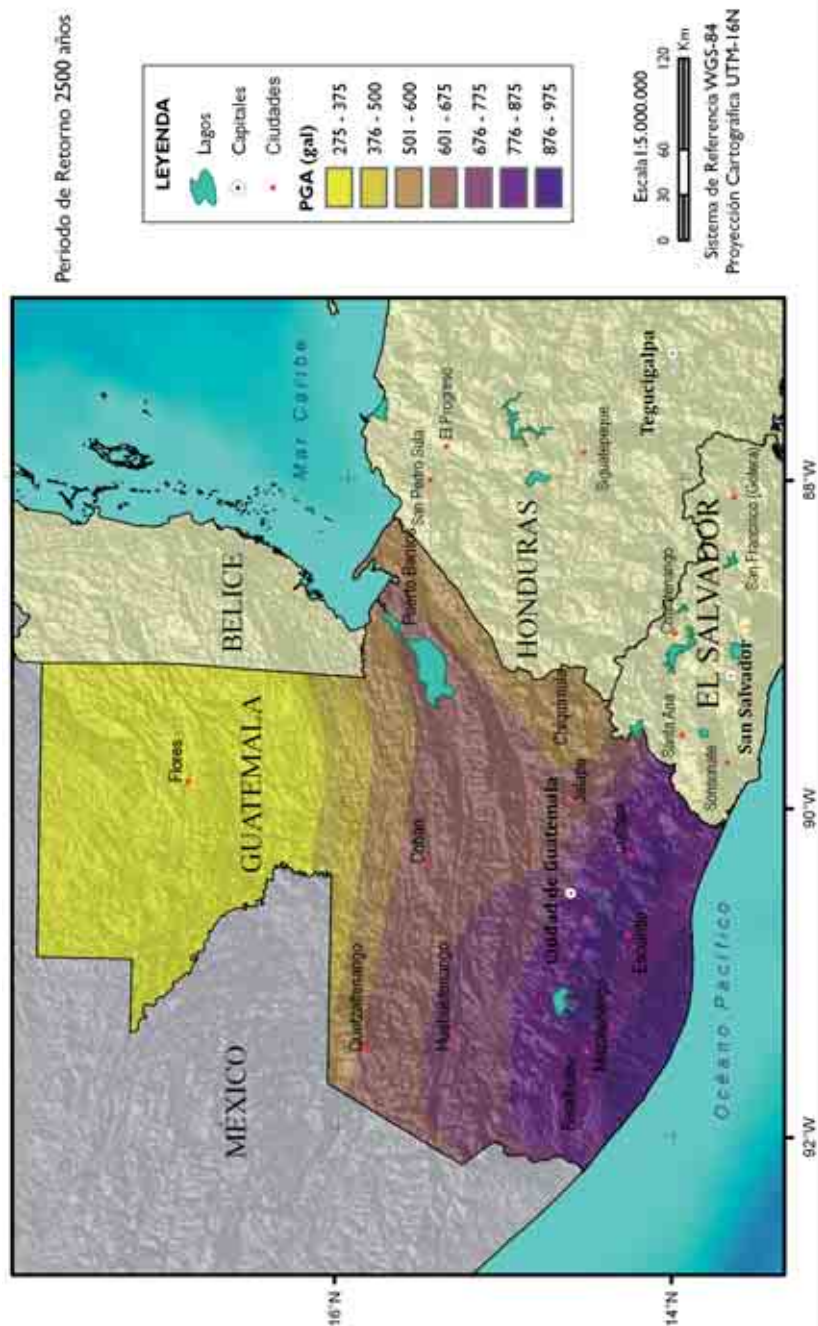 Periodo de Retorno 2500 años
LEYENDA
Lagos
Capitales
Ciudades
PGA (gal)
275 - 375
376 - 500
501 - 600
601 - 675
676 - 775
776 - 875
876 - 975
Escala 1:5.000.000
0 30 60 120
Km
Sistema de Referencia WGS-84
Proyección Cartográfica UTM-16N
MÉXICO
BELICE
Mar Caribe
Flores
GUATEMALA
16°N
Quetzaltenango
Puerto Barrios
San Pedro Sula
El Progreso
Huehuetenango
Coban
HONDURAS
Chiquimula
Siguatepeque
Jalapa
Ciudad de Guatemala
Tegucigalpa
Escuintla
Santa Ana
14°N
EL SALVADOR
Sonsonate
San Salvador
San Francisco (Gotera)
Océano Pacífico
92°W
90°W
88°W